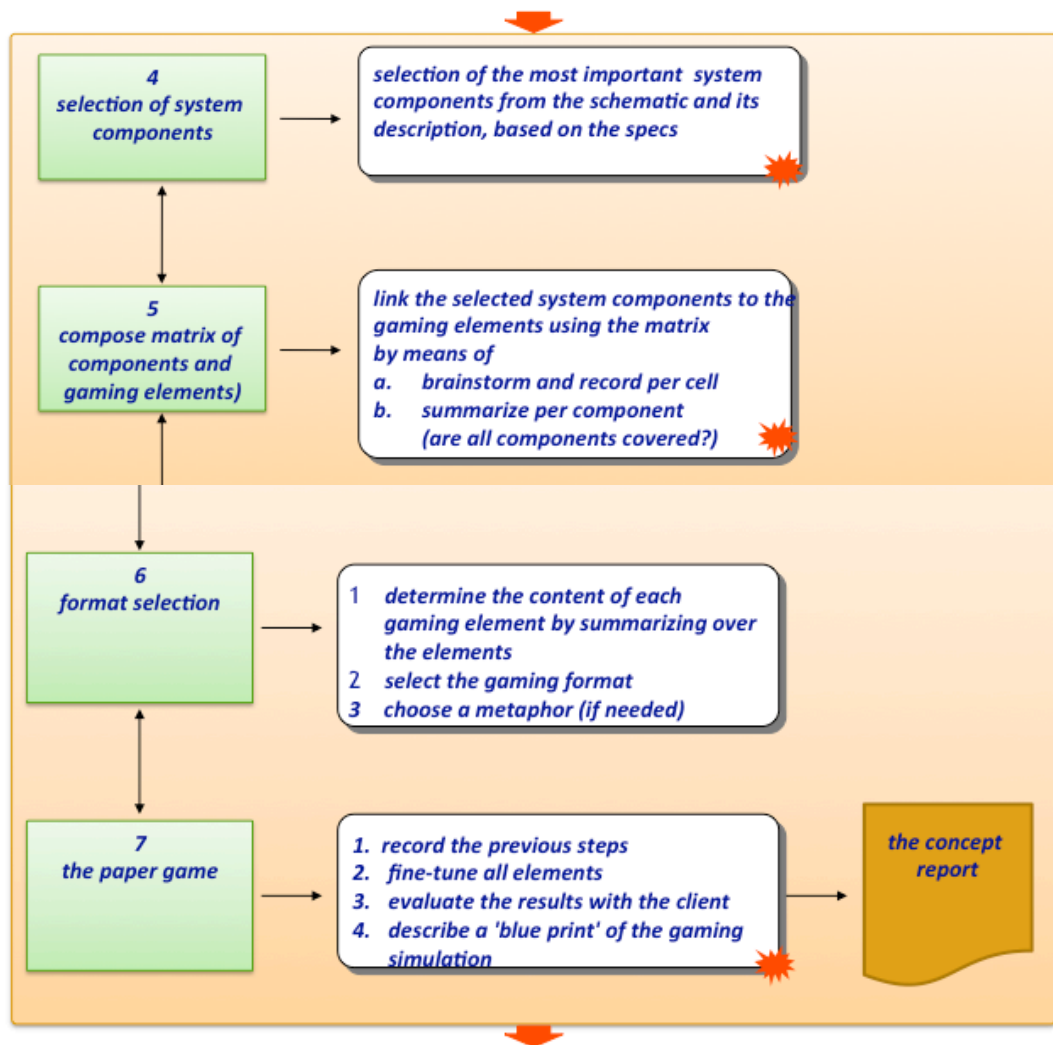 4
selection of system
components
selection of the most important system
components from the schematic and its
description, based on the specs
5
compose matrix of
components and
gaming elements)
link the selected system components to the
gaming elements using the matrix
by means of
a. brainstorm and record per cell
b. summarize per component
(are all components covered?)
6
format selection
1 determine the content of each
gaming element by summarizing over
the elements
2 select the gaming format
3 choose a metaphor (if needed)
7
the paper game
1. record the previous steps
2. fine-tune all elements
3. evaluate the results with the client
4. describe a 'blue print' of the gaming
simulation
the concept
report